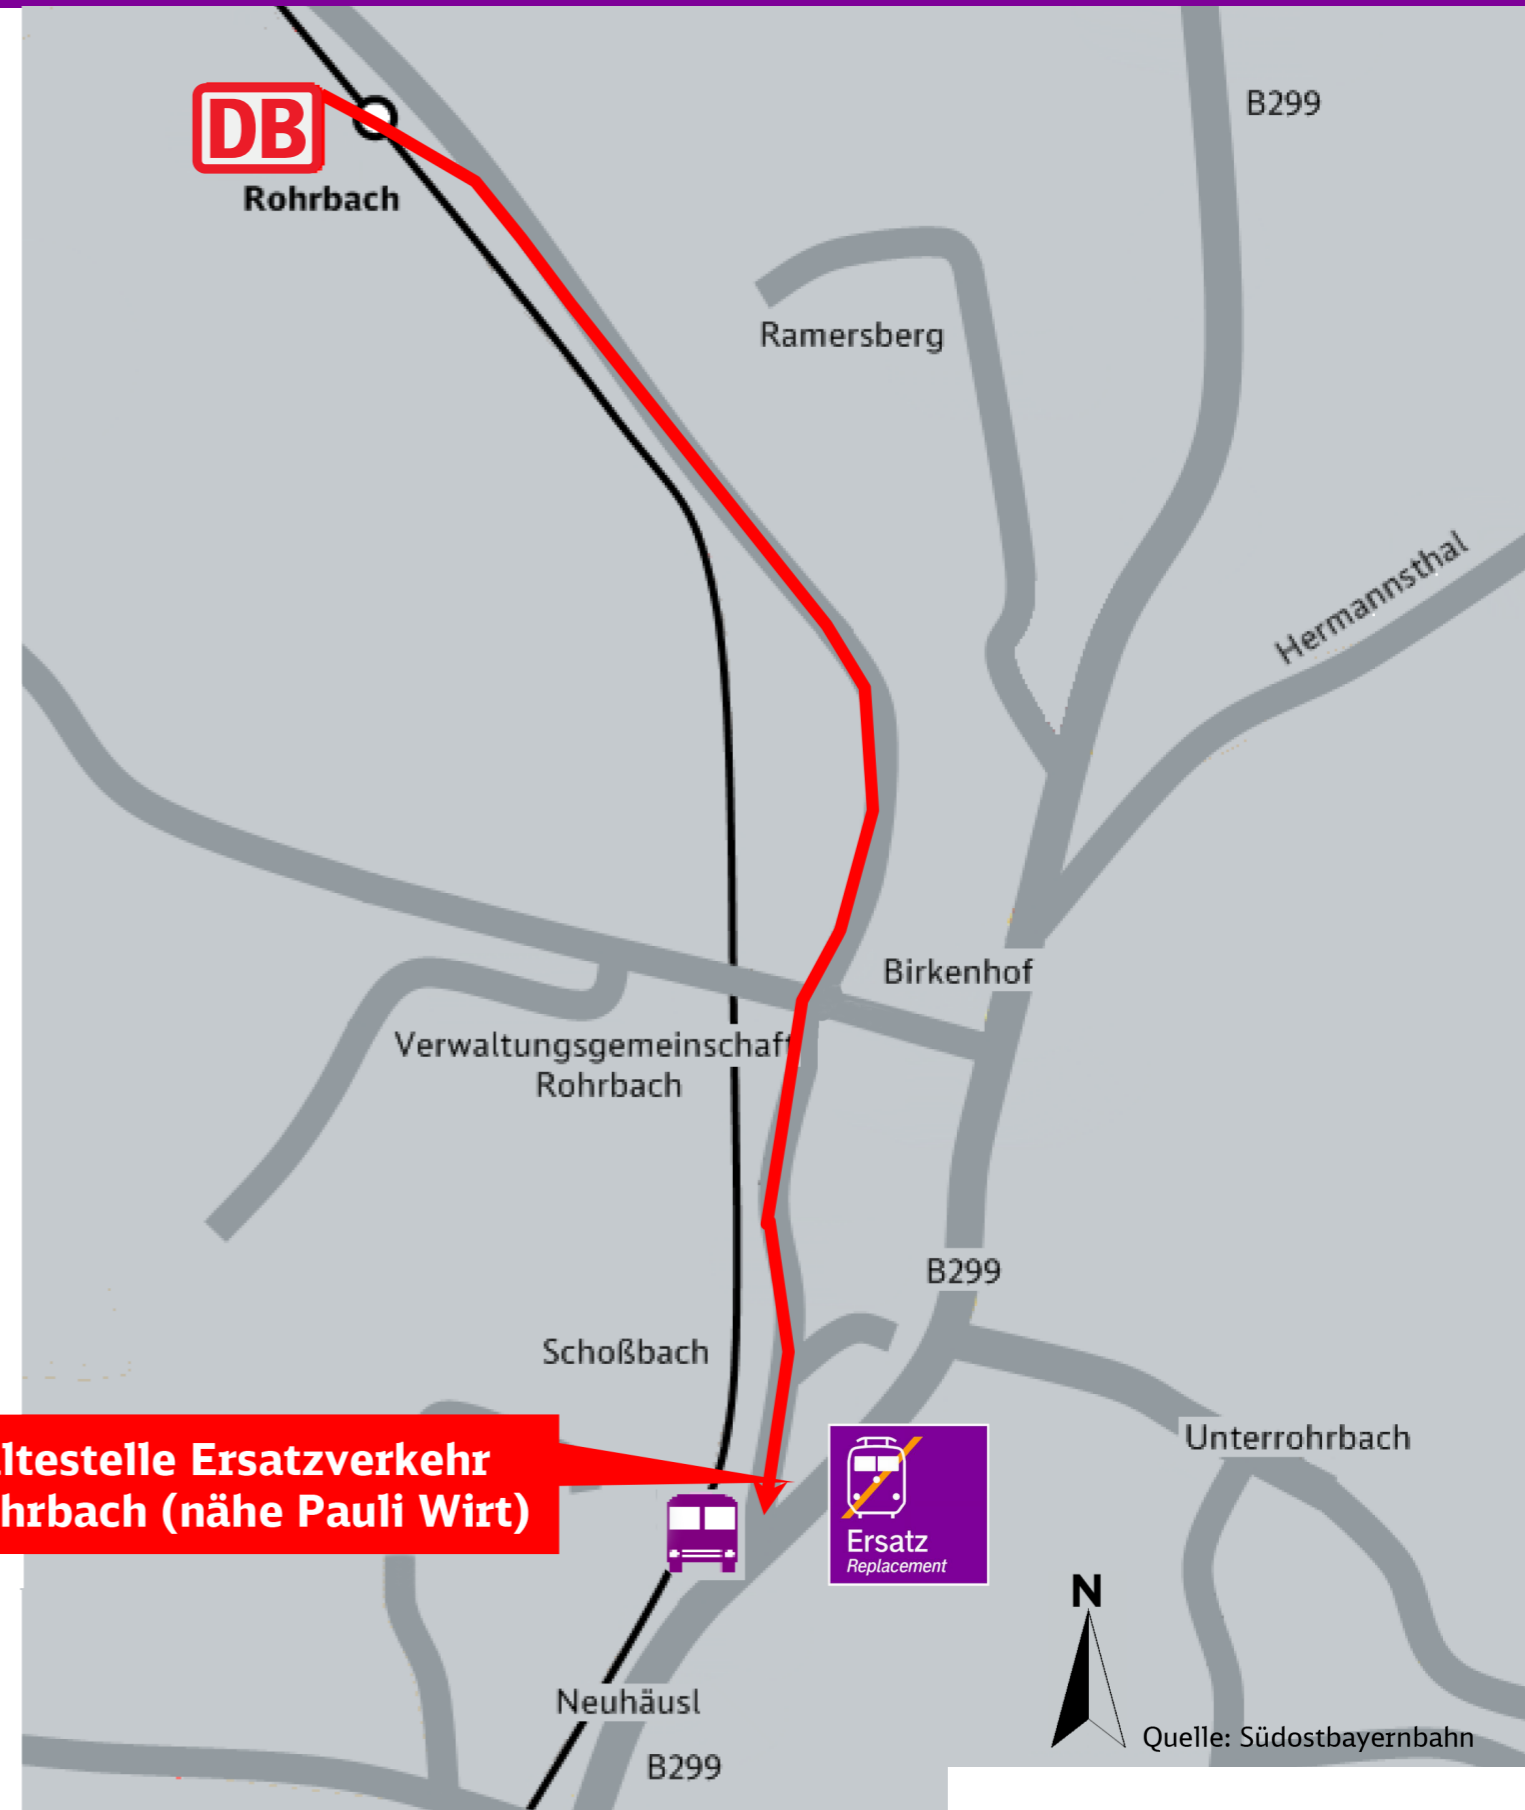 B299
DB
Rohrbach
Ramersberg
Hermannsthal
Birkenhof
Verwaltungsgemeinschaft
Rohrbach
B299
Schoßbach
Unterrohrbach
ltestelle Ersatzverkehr
hrbach (nähe Pauli Wirt)
Ersatz
Replacement
N
Neuhäusl
Quelle: Südostbayernbahn
B299